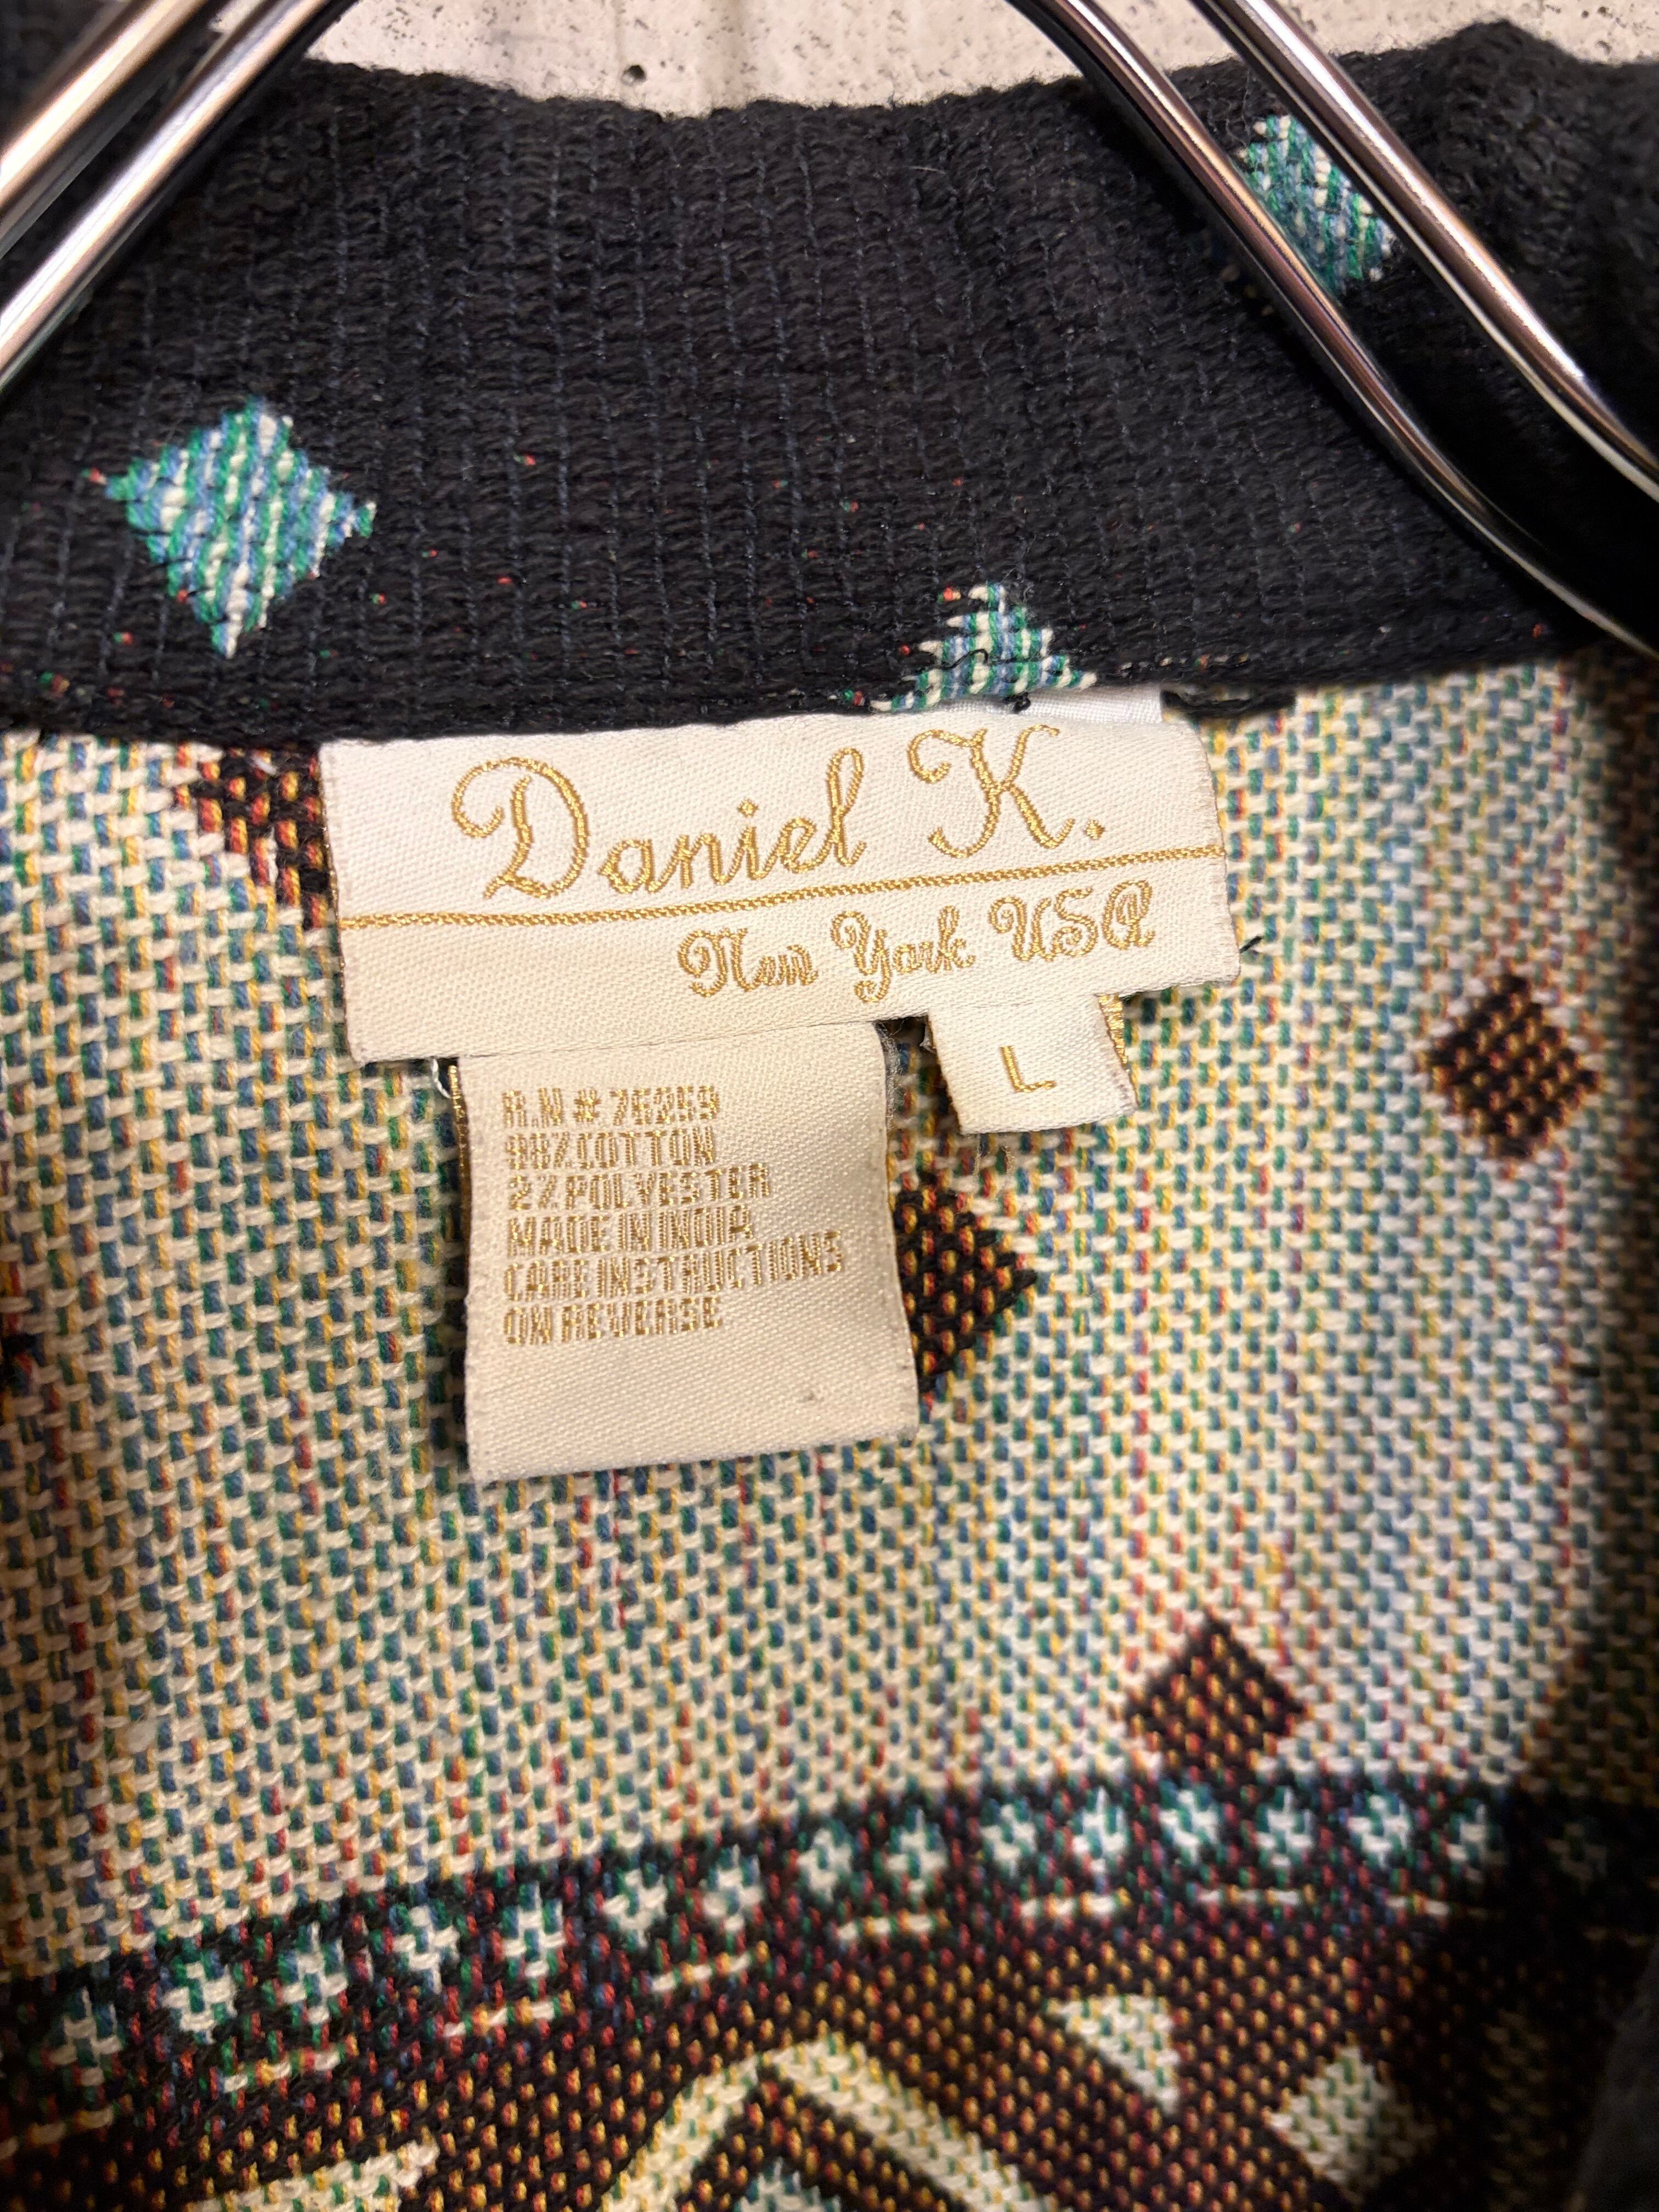 Daniel K.
New York USA
L
R.N # 76259
98% COTTON
2% POLYESTER
MADE IN INDIA
CARE INSTRUCTIONS
ON REVERSE